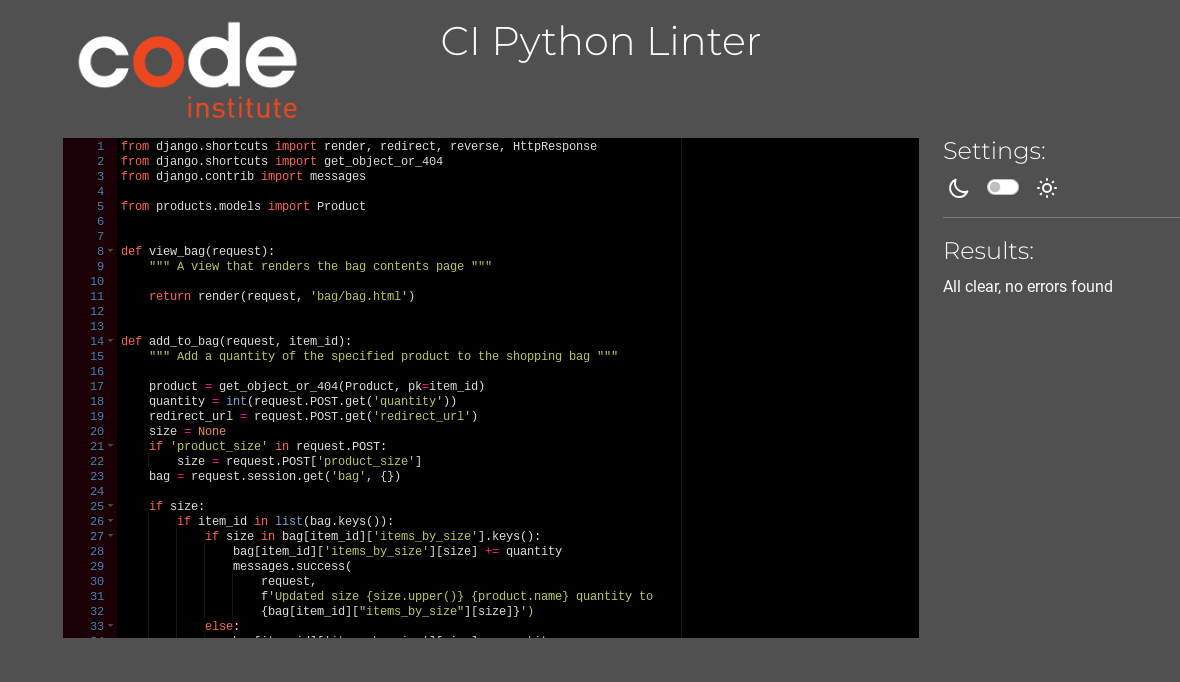 code
institute
CI Python Linter
1 from django.shortcuts import render, redirect, reverse, HttpResponse
2 from django.shortcuts import get_object_or_404
3 from django.contrib import messages
4
5 from products.models import Product
6
7
8 def view_bag(request):
9     """ A view that renders the bag contents page """
10
11     return render(request, 'bag/bag.html')
12
13
14 def add_to_bag(request, item_id):
15     """ Add a quantity of the specified product to the shopping bag """
16
17     product = get_object_or_404(Product, pk=item_id)
18     quantity = int(request.POST.get('quantity'))
19     redirect_url = request.POST.get('redirect_url')
20     size = None
21     if 'product_size' in request.POST:
22         size = request.POST['product_size']
23     bag = request.session.get('bag', {})
24
25     if size:
26         if item_id in list(bag.keys()):
27             if size in bag[item_id]['items_by_size'].keys():
28                 bag[item_id]['items_by_size'][size] += quantity
29                 messages.success(
30                     request,
31                     f'Updated size {size.upper()} {product.name} quantity to
32                     {bag[item_id]["items_by_size"][size]}')
33             else:
Settings:
Results:
All clear, no errors found